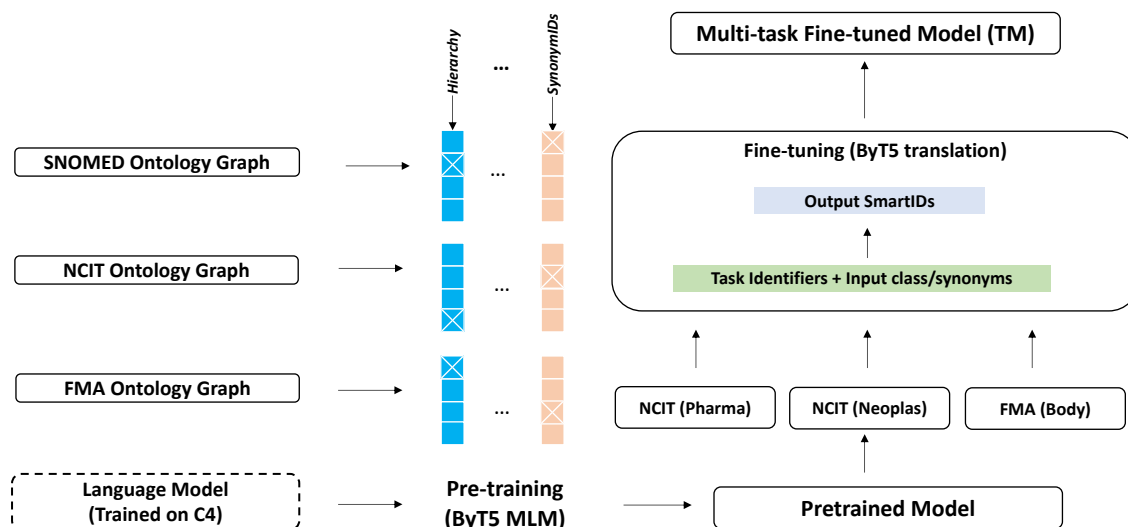 Hierarchy
...
SynonymIDs
SNOMED Ontology Graph
...
NCIT Ontology Graph
...
FMA Ontology Graph
...
Language Model
(Trained on C4)
Pre-training
(ByT5 MLM)
Multi-task Fine-tuned Model (TM)
Fine-tuning (ByT5 translation)
Output SmartIDs
Task Identifiers + Input class/synonyms
NCIT (Pharma)
NCIT (Neoplas)
FMA (Body)
Pretrained Model